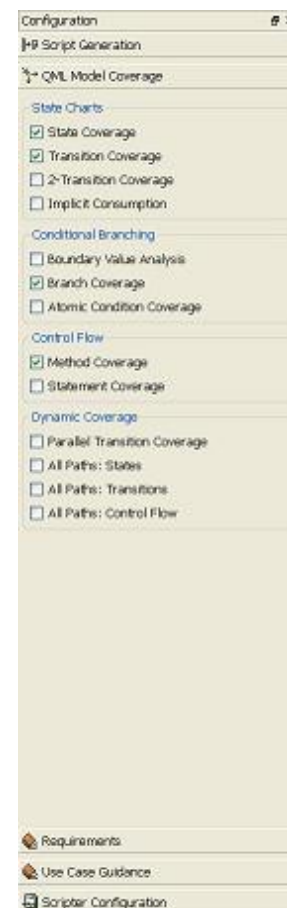 Configuration
Script Generation
QML Model Coverage
State Charts
State Coverage
Transition Coverage
2-Transition Coverage
Implicit Consumption
Conditional Branching
Boundary Value Analysis
Branch Coverage
Atomic Condition Coverage
Control Flow
Method Coverage
Statement Coverage
Dynamic Coverage
Parallel Transition Coverage
All Paths: States
All Paths: Transitions
All Paths: Control Flow
Requirements
Use Case Guidance
Scripter Configuration